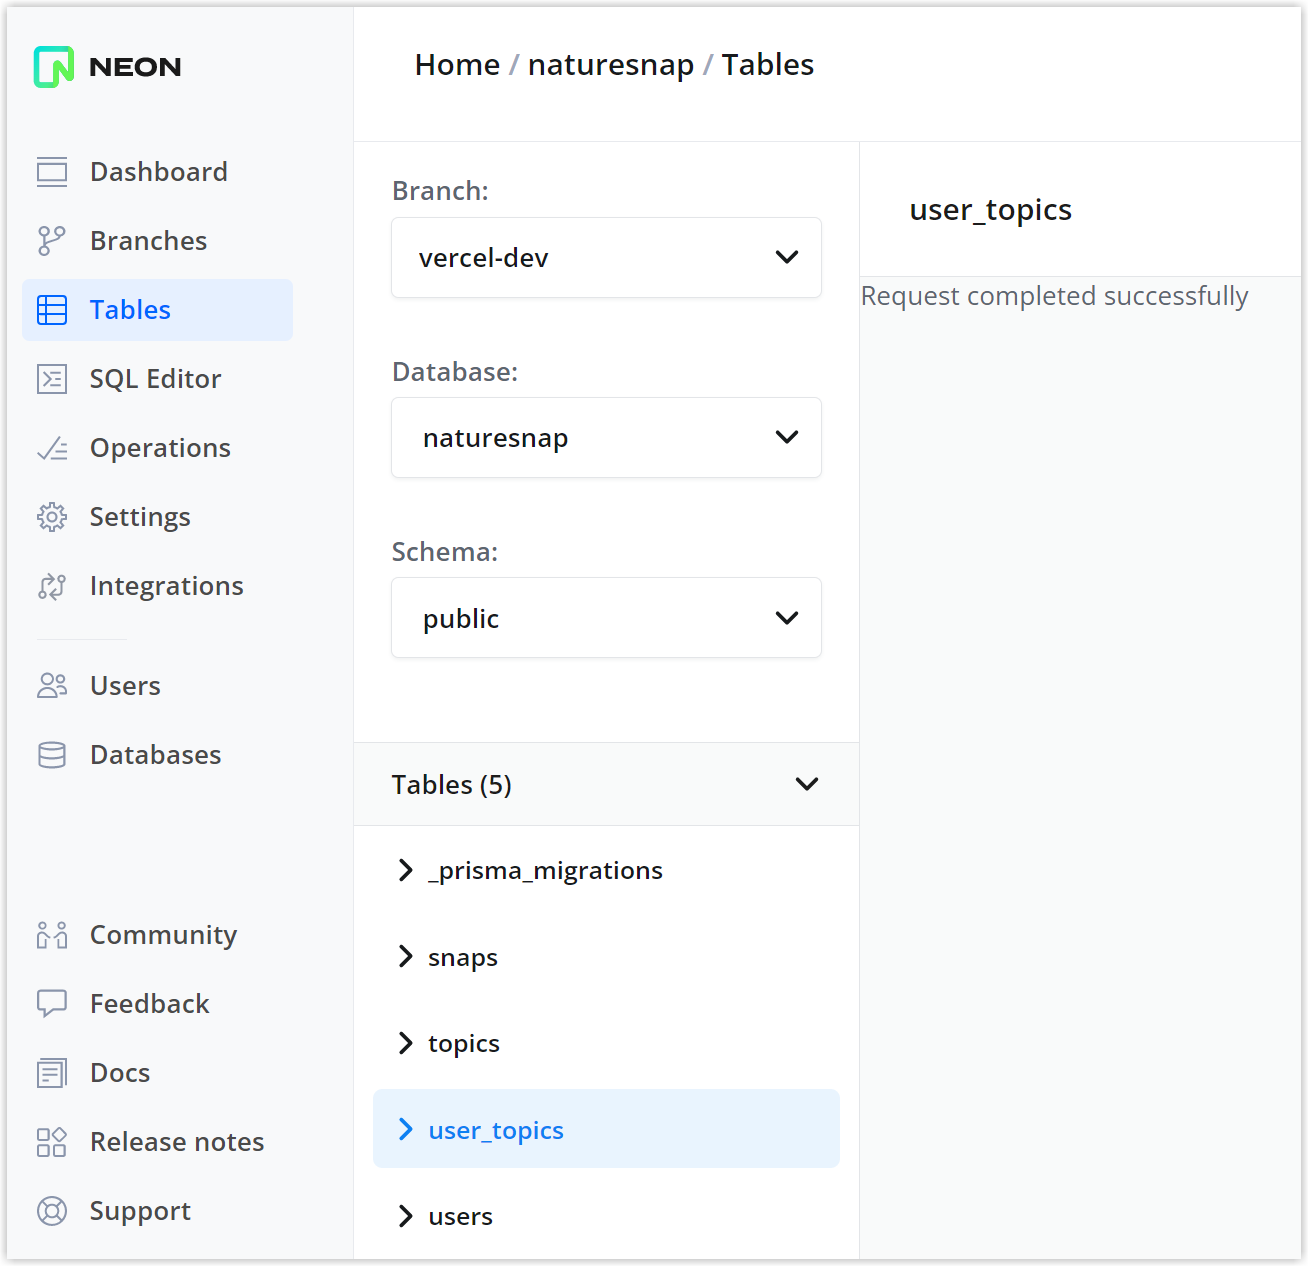 NEON
Dashboard
Branches
Tables
SQL Editor
Operations
Settings
Integrations
Users
Databases
Community
Feedback
Docs
Release notes
Support
Home / naturesnap / Tables
Branch:
vercel-dev
Database:
naturesnap
Schema:
public
Tables (5)
_prisma_migrations
snaps
topics
user_topics
users
user_topics
Request completed successfully